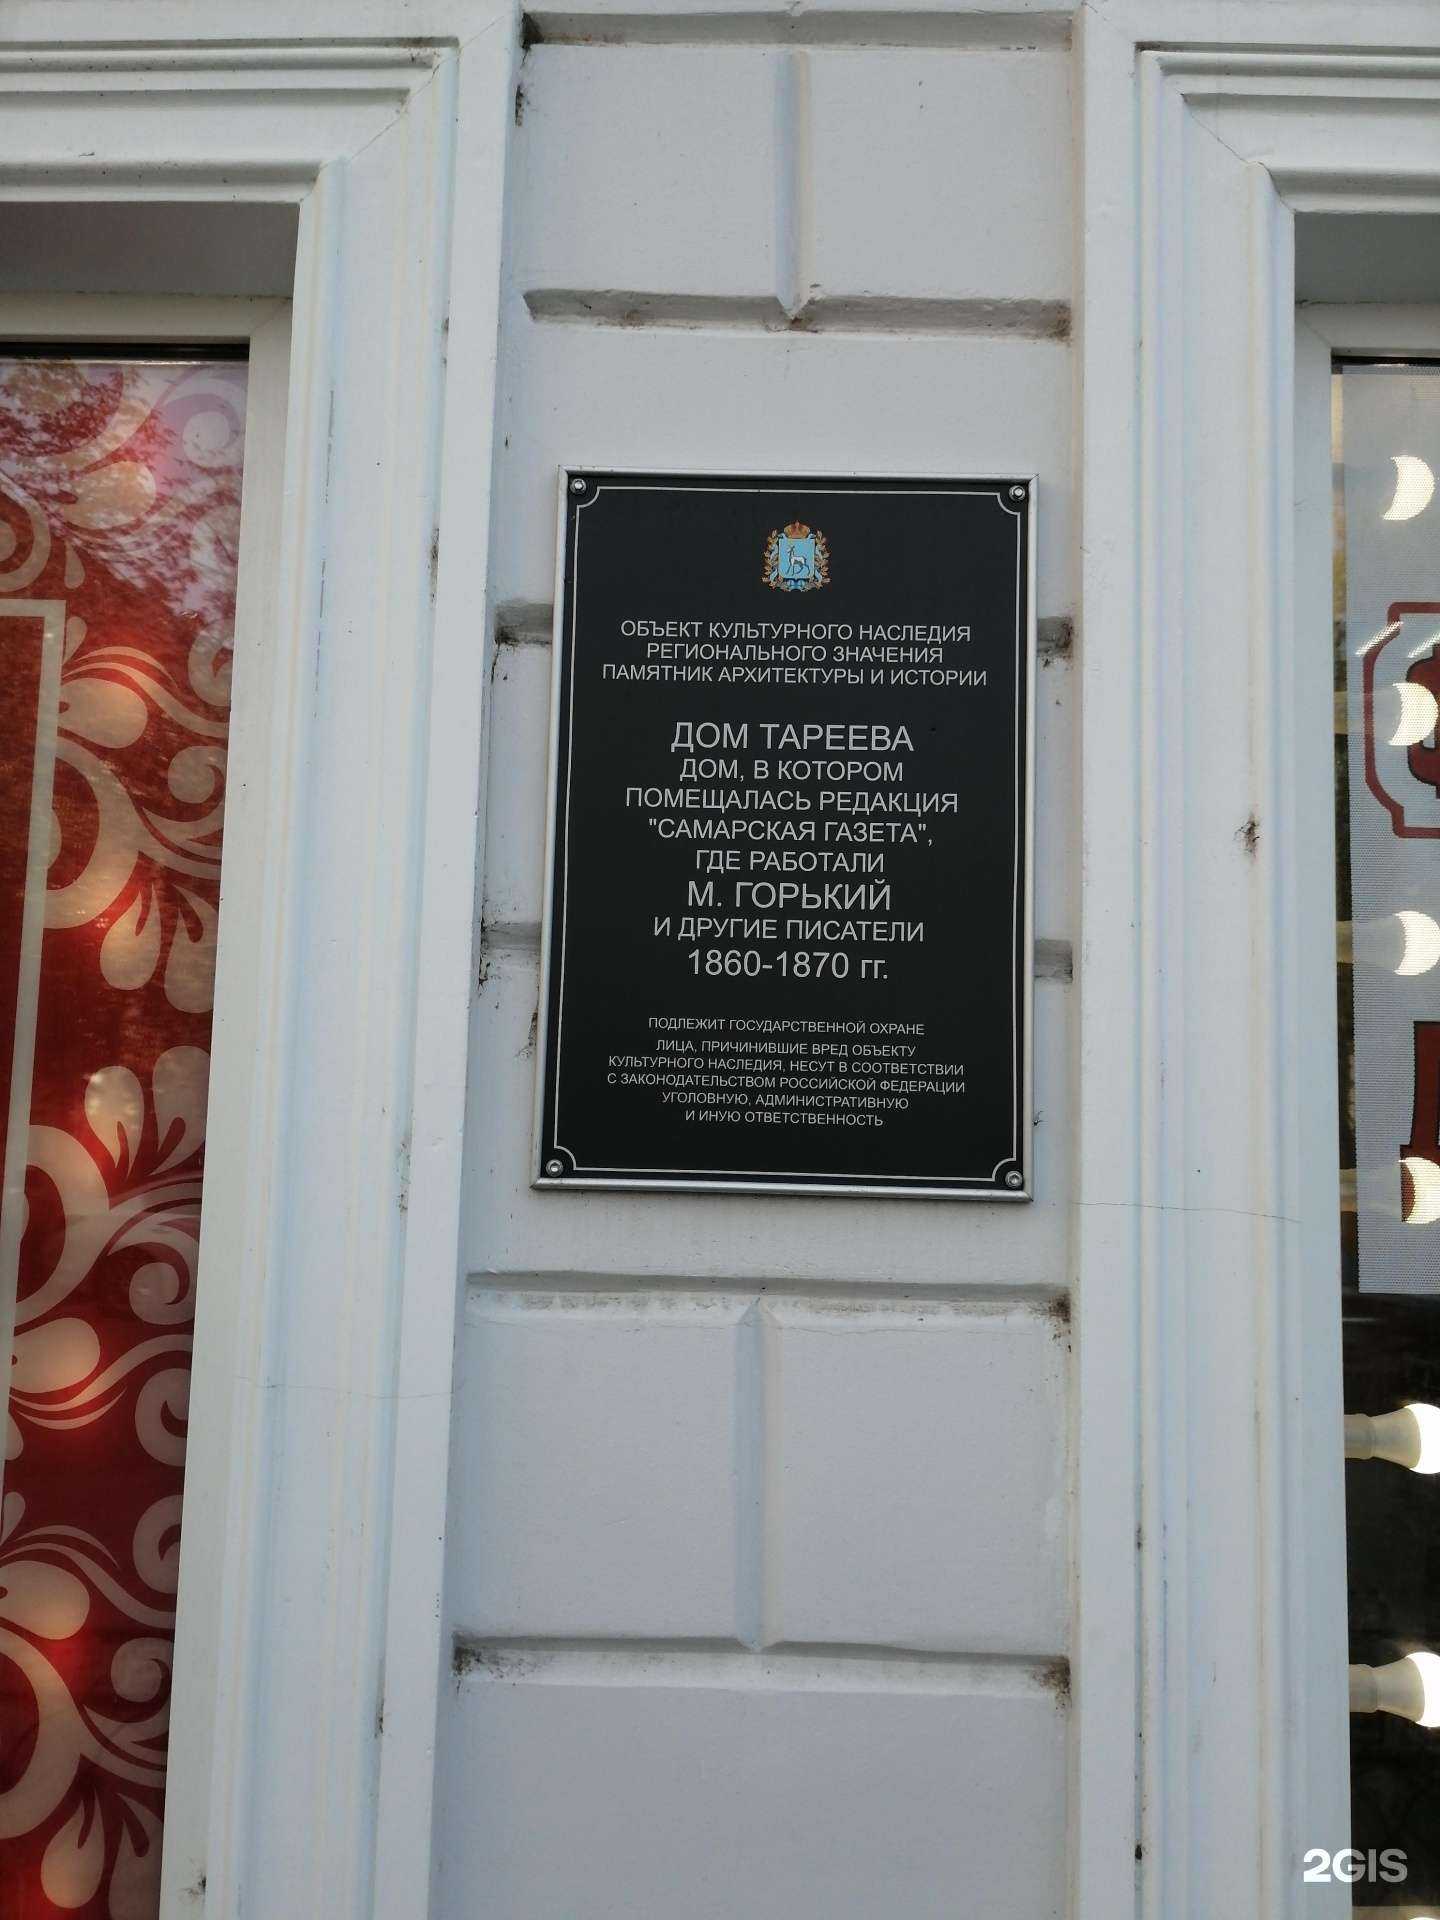 ОБЪЕКТ КУЛЬТУРНОГО НАСЛЕДИЯ
РЕГИОНАЛЬНОГО ЗНАЧЕНИЯ
ПАМЯТНИК АРХИТЕКТУРЫ И ИСТОРИИ
ДОМ ТАРЕЕВА
ДОМ, В КОТОРОМ
ПОМЕЩАЛАСЬ РЕДАКЦИЯ
"САМАРСКАЯ ГАЗЕТА",
ГДЕ РАБОТАЛИ
М. ГОРЬКИЙ
И ДРУГИЕ ПИСАТЕЛИ
1860-1870 гг.
ПОДЛЕЖИТ ГОСУДАРСТВЕННОЙ ОХРАНЕ
ЛИЦА, ПРИЧИНИВШИЕ ВРЕД ОБЪЕКТУ
КУЛЬТУРНОГО НАСЛЕДИЯ, НЕСУТ В СООТВЕТСТВИИ
С ЗАКОНОДАТЕЛЬСТВОМ РОССИЙСКОЙ ФЕДЕРАЦИИ
УГОЛОВНУЮ, АДМИНИСТРАТИВНУЮ
И ИНУЮ ОТВЕТСТВЕННОСТЬ
2GIS